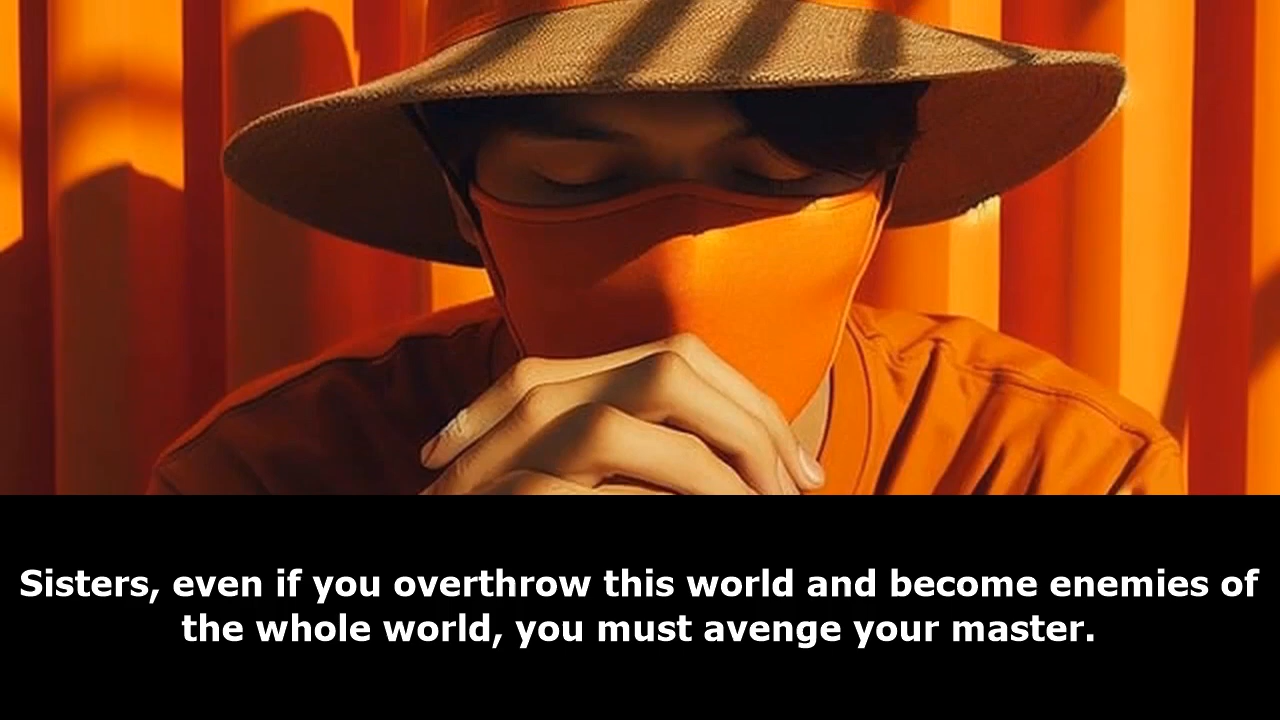 Sisters, even if you overthrow this world and become enemies of
the whole world, you must avenge your master.